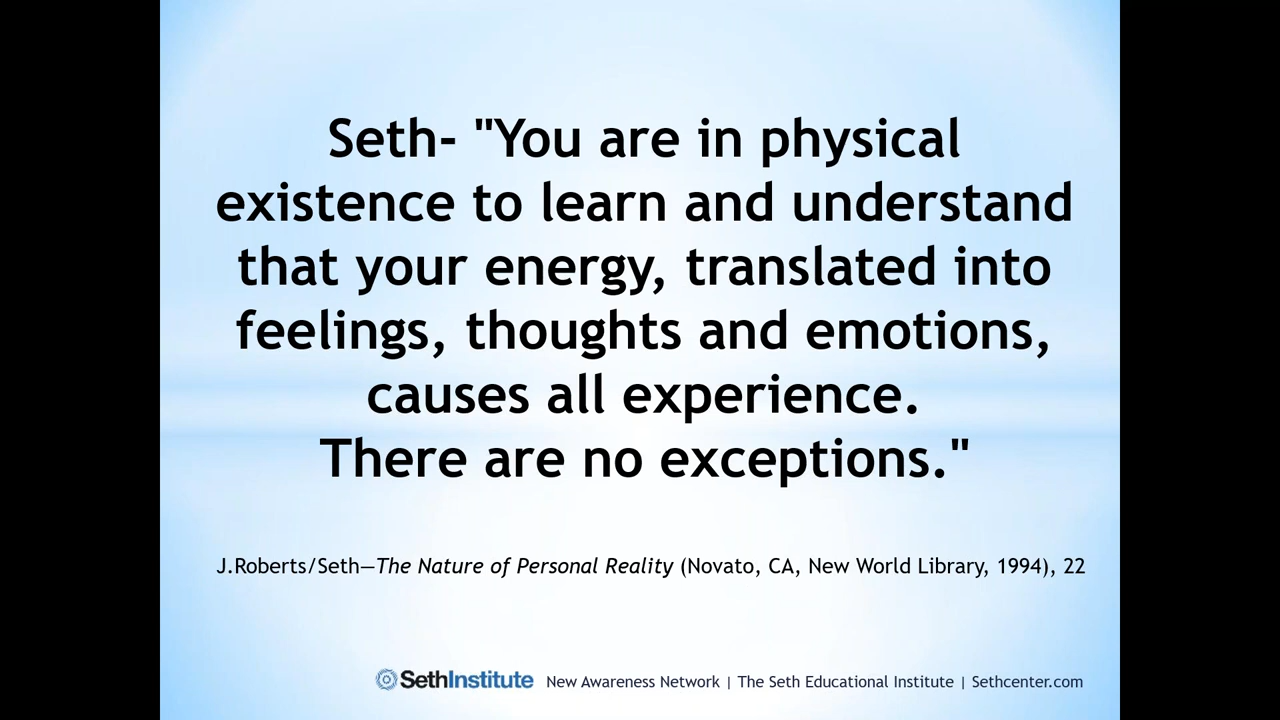 Seth- "You are in physical
existence to learn and understand
that your energy, translated into
feelings, thoughts and emotions,
causes all experience.
There are no exceptions."
J.Roberts/Seth—The Nature of Personal Reality (Novato, CA, New World Library, 1994), 22
SethInstitute New Awareness Network | The Seth Educational Institute | Sethcenter.com